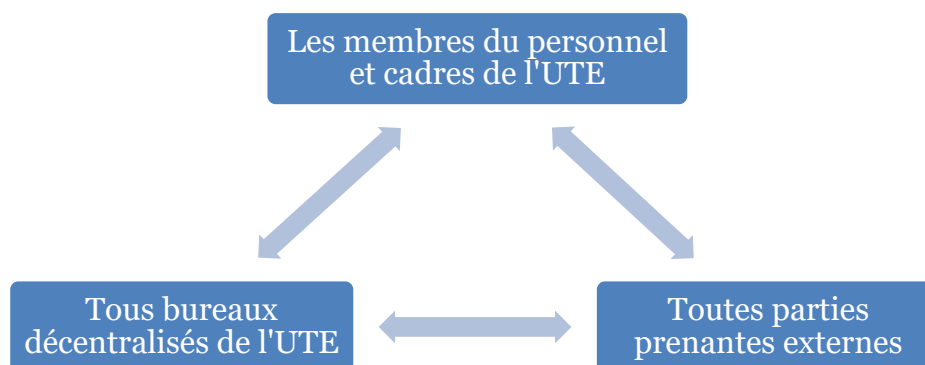 Les membres du personnel
et cadres de l'UTE
Tous bureaux
décentralisés de l'UTE
Toutes parties
prenantes externes